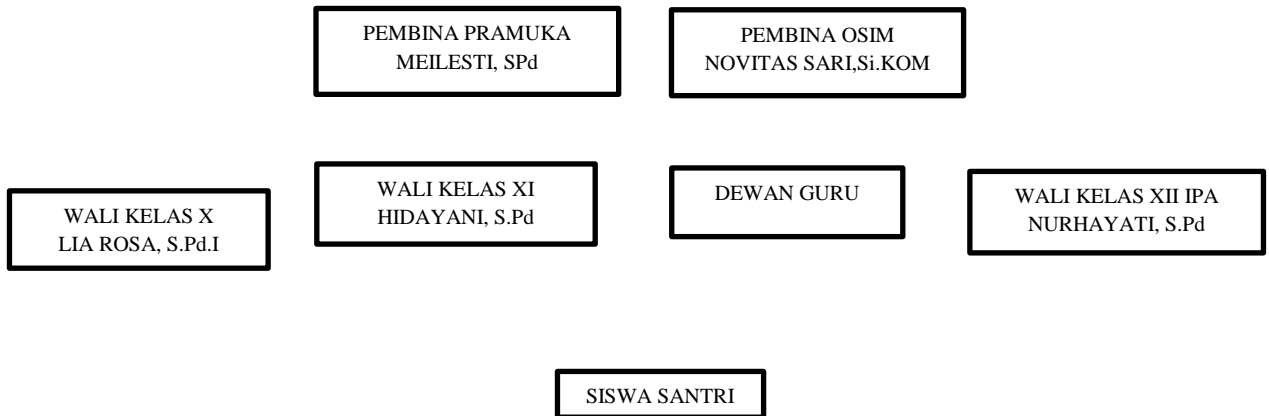 PEMBINA PRAMUKA
MEILESTI, SPd
PEMBINA OSIM
NOVITAS SARI,Si.KOM
WALI KELAS X
LIA ROSA, S.Pd.I
WALI KELAS XI
HIDAYANI, S.Pd
DEWAN GURU
WALI KELAS XII IPA
NURHAYATI, S.Pd
SISWA SANTRI